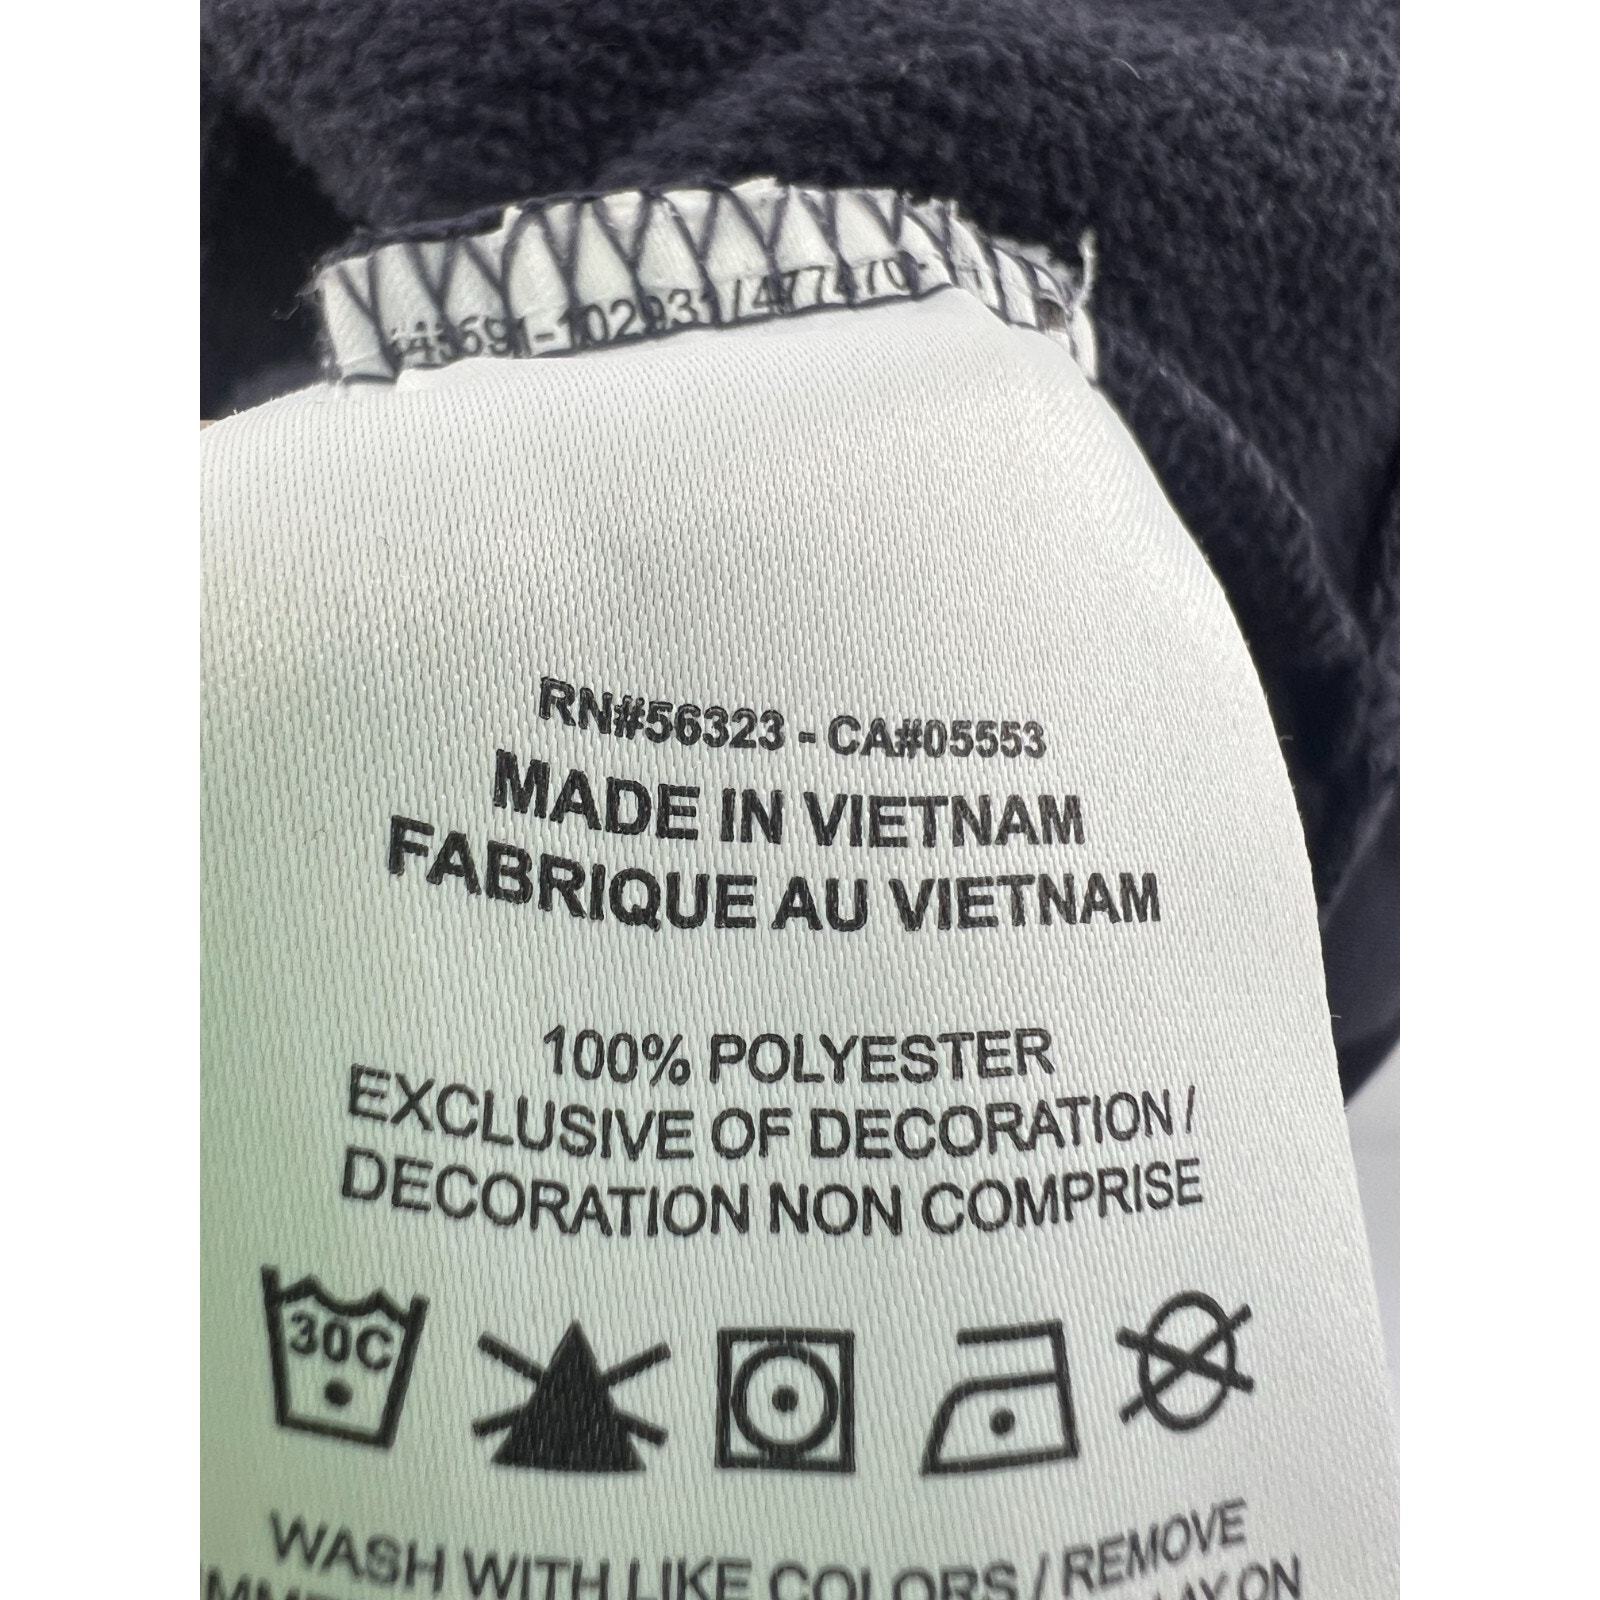 RN#56323 - CA#05553
MADE IN VIETNAM
FABRIQUE AU VIETNAM
100% POLYESTER
EXCLUSIVE OF DECORATION /
DECORATION NON COMPRISE
30C
WASH WITH LIKE COLORS / REMOVE
ON